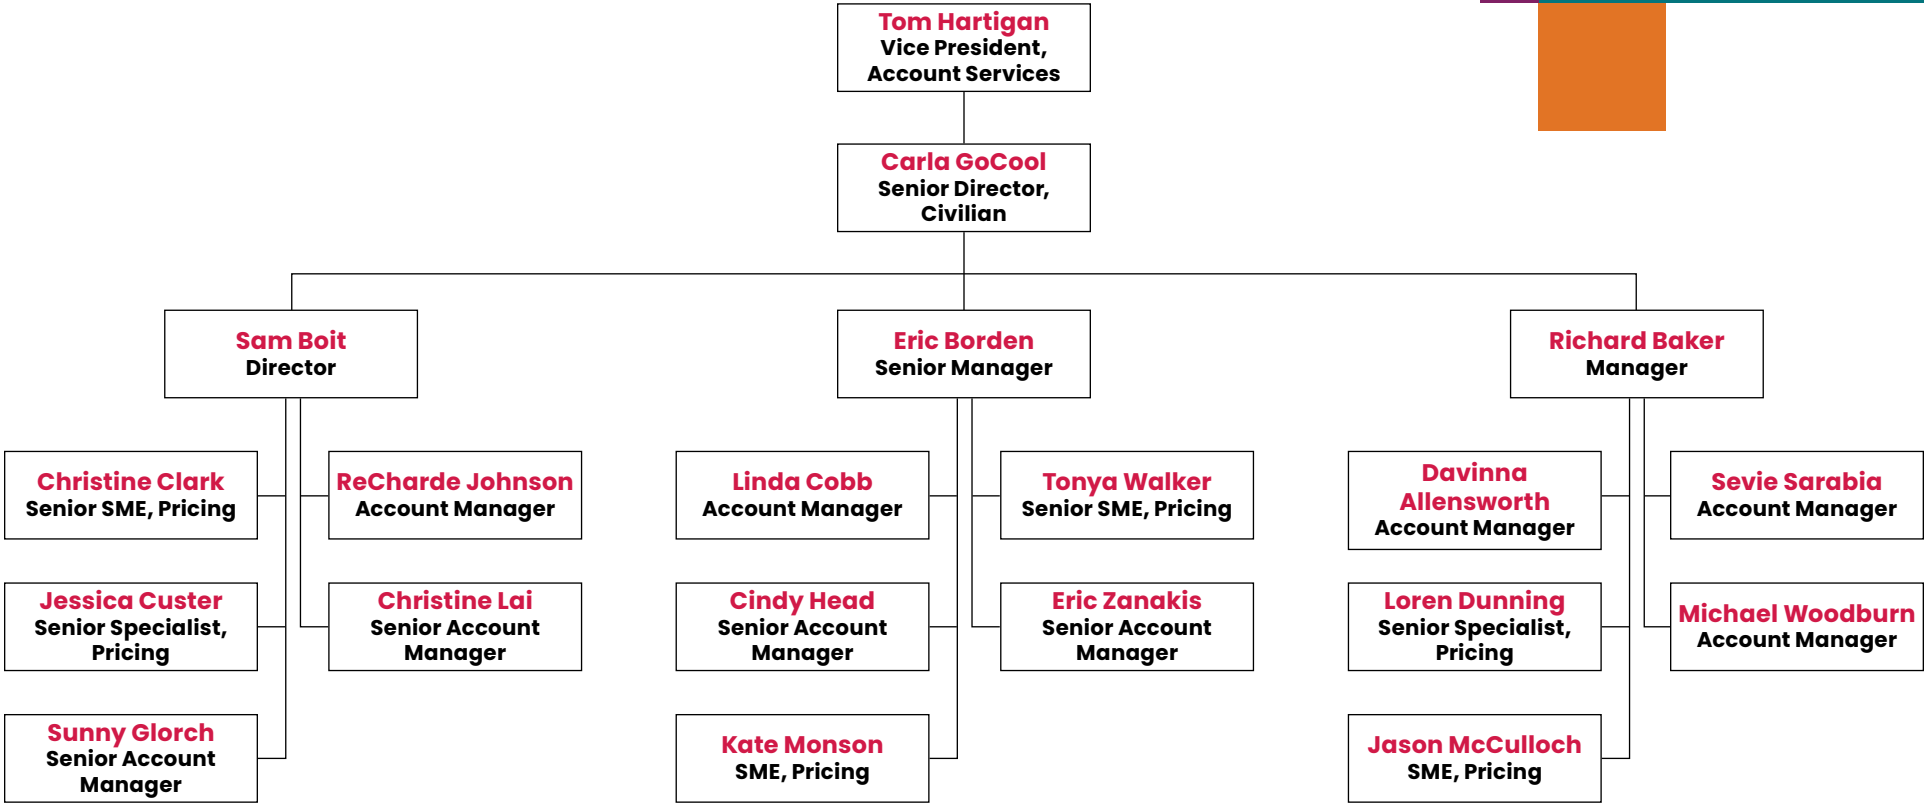 Tom Hartigan
Vice President,
Account Services
Carla GoCool
Senior Director,
Civilian
Sam Boit
Director
Eric Borden
Senior Manager
Richard Baker
Manager
Christine Clark
Senior SME, Pricing
ReCharde Johnson
Account Manager
Linda Cobb
Account Manager
Tonya Walker
Senior SME, Pricing
Davinna
Allensworth
Account Manager
Sevie Sarabia
Account Manager
Jessica Custer
Senior Specialist,
Pricing
Christine Lai
Senior Account
Manager
Cindy Head
Senior Account
Manager
Eric Zanakis
Senior Account
Manager
Loren Dunning
Senior Specialist,
Pricing
Michael Woodburn
Account Manager
Sunny Glorch
Senior Account
Manager
Kate Monson
SME, Pricing
Jason McCulloch
SME, Pricing